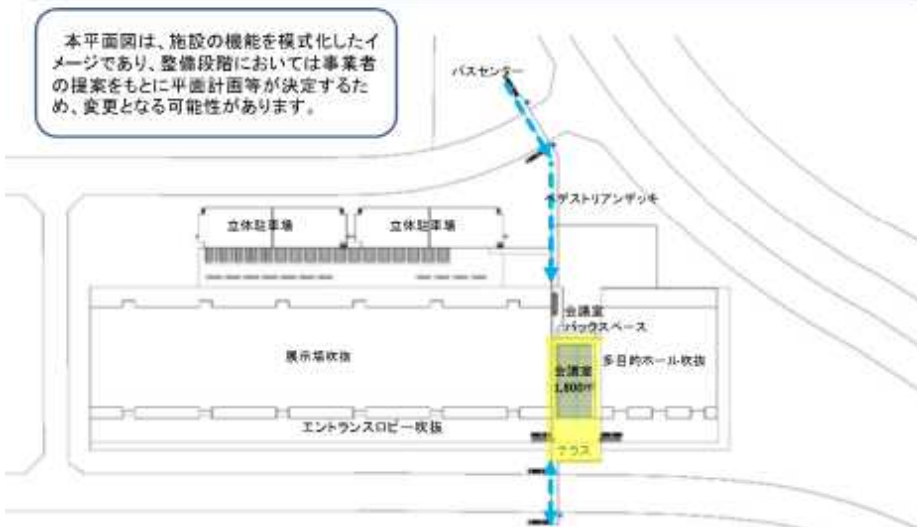 本平面図は、施設の機能を模式化したイ
メージであり、整備段階においては事業者
の提案をもとに平面計画等が決定するた
め、変更となる可能性があります。
バスセンター
ペデストリアンデッキ
立体駐車場
立体駐車場
会議室
バックスペース
展示場吹抜
会議室
1,800㎡
多目的ホール吹抜
エントランスロビー吹抜
テラス